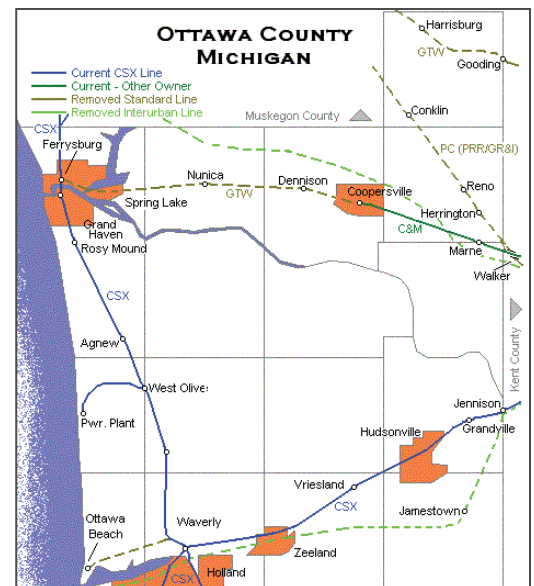 OTTAWA COUNTY
MICHIGAN
Current CSX Line
Current - Other Owner
Removed Standard Line
Removed Interurban Line
Harrisburg
GTW
Gooding
CSX
Muskegon County
Conklin
Ferrysburg
PC (PRR/GR&I)
Nunica
Dennison
Coopersville
Reno
GTW
Spring Lake
Herrington
Grand
Haven
C&M
Rosy Mound
Marne
Walker
CSX
Kent County
Agnew
West Olive
Jennison
Pwr. Plant
Hudsonville
Grandville
Vriesland
CSX
Jamestown
Ottawa
Beach
Waverly
Zeeland
Holland
CSX